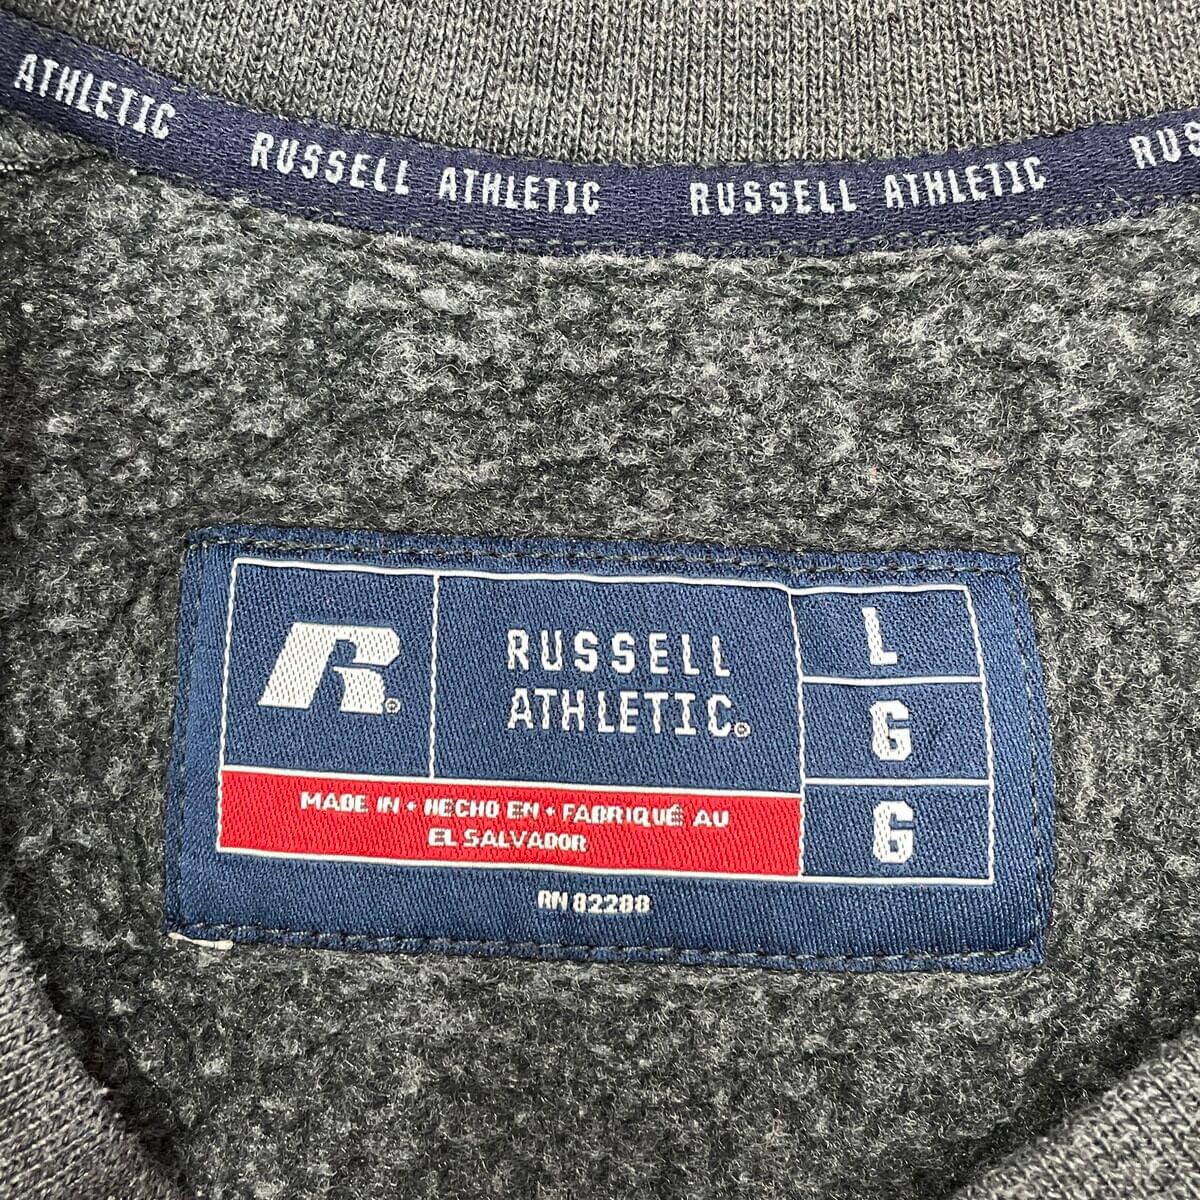 ATHLETIC RUSSELL ATHLETIC RUSSELL ATHLETIC RUS
R®
RUSSELL
ATHLETIC®
L
G
G
MADE IN • HECHO EN • FABRIQUÉ AU
EL SALVADOR
RN 82288